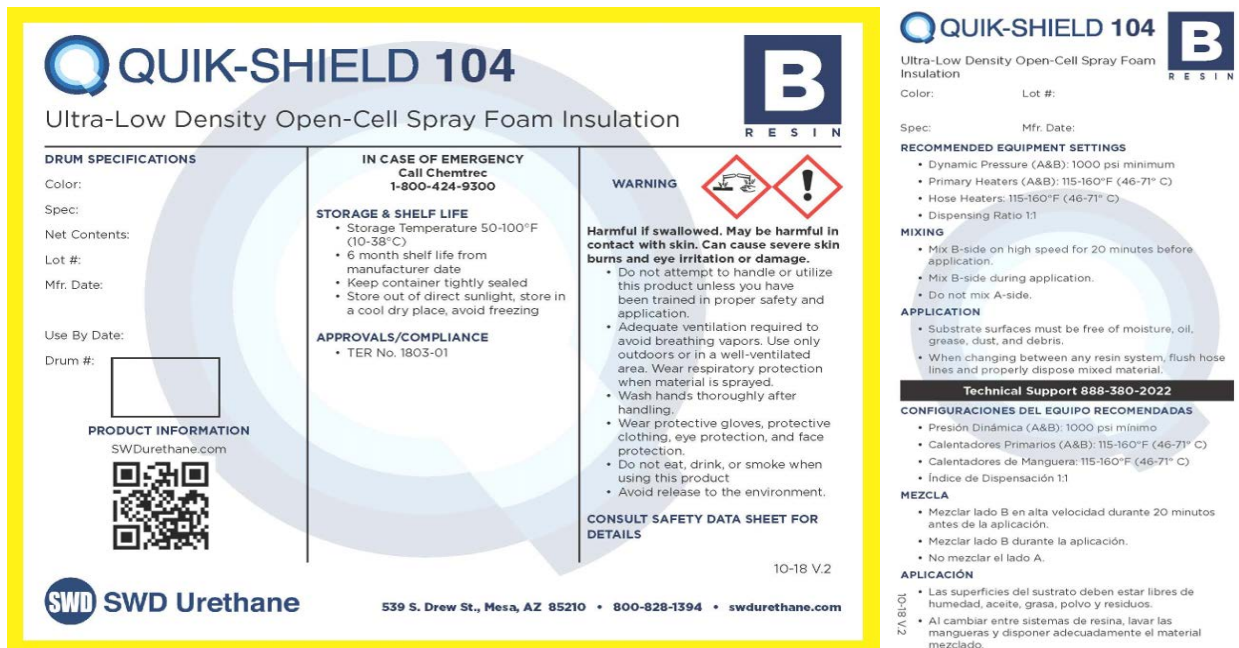 QUIK-SHIELD 104
Ultra-Low Density Open-Cell Spray Foam Insulation
B
RESIN
DRUM SPECIFICATIONS
Color:
Spec:
Net Contents:
Lot #:
Mfr. Date:
Use By Date:
Drum #:
PRODUCT INFORMATION
SWDurethane.com
IN CASE OF EMERGENCY
Call Chemtrec
1-800-424-9300
STORAGE & SHELF LIFE
• Storage Temperature 50-100°F
(10-38°C)
• 6 month shelf life from
manufacturer date
• Keep container tightly sealed
• Store out of direct sunlight, store in
a cool dry place, avoid freezing
APPROVALS/COMPLIANCE
• TER No. 1803-01
WARNING
Harmful if swallowed. May be harmful in
contact with skin. Can cause severe skin
burns and eye irritation or damage.
• Do not attempt to handle or utilize
this product unless you have
been trained in proper safety and
application.
• Adequate ventilation required to
avoid breathing vapors. Use only
outdoors or in a well-ventilated
area. Wear respiratory protection
when material is sprayed.
• Wash hands thoroughly after
handling.
• Wear protective gloves, protective
clothing, eye protection, and face
protection.
• Do not eat, drink, or smoke when
using this product
• Avoid release to the environment.
CONSULT SAFETY DATA SHEET FOR
DETAILS
10-18 V.2
SWD SWD Urethane
539 S. Drew St., Mesa, AZ 85210 • 800-828-1394 • swdurethane.com
QUIK-SHIELD 104
B
RESIN
Ultra-Low Density Open-Cell Spray Foam
Insulation
Color: Lot #:
Spec: Mfr. Date:
RECOMMENDED EQUIPMENT SETTINGS
• Dynamic Pressure (A&B): 1000 psi minimum
• Primary Heaters (A&B): 115-160°F (46-71° C)
• Hose Heaters: 115-160°F (46-71° C)
• Dispensing Ratio 1:1
MIXING
• Mix B-side on high speed for 20 minutes before
application.
• Mix B-side during application.
• Do not mix A-side.
APPLICATION
• Substrate surfaces must be free of moisture, oil,
grease, dust, and debris.
• When changing between any resin system, flush hose
lines and properly dispose mixed material.
Technical Support 888-380-2022
CONFIGURACIONES DEL EQUIPO RECOMENDADAS
• Presión Dinámica (A&B): 1000 psi mínimo
• Calentadores Primarios (A&B): 115-160°F (46-71° C)
• Calentadores de Manguera: 115-160°F (46-71° C)
• Índice de Dispensación 1:1
MEZCLA
• Mezclar lado B en alta velocidad durante 20 minutos
antes de la aplicación.
• Mezclar lado B durante la aplicación.
• No mezclar el lado A.
APLICACIÓN
• Las superficies del sustrato deben estar libres de
humedad, aceite, grasa, polvo y residuos.
• Al cambiar entre sistemas de resina, lavar las
mangueras y disponer adecuadamente el material
mezclado.
10-18 V.2